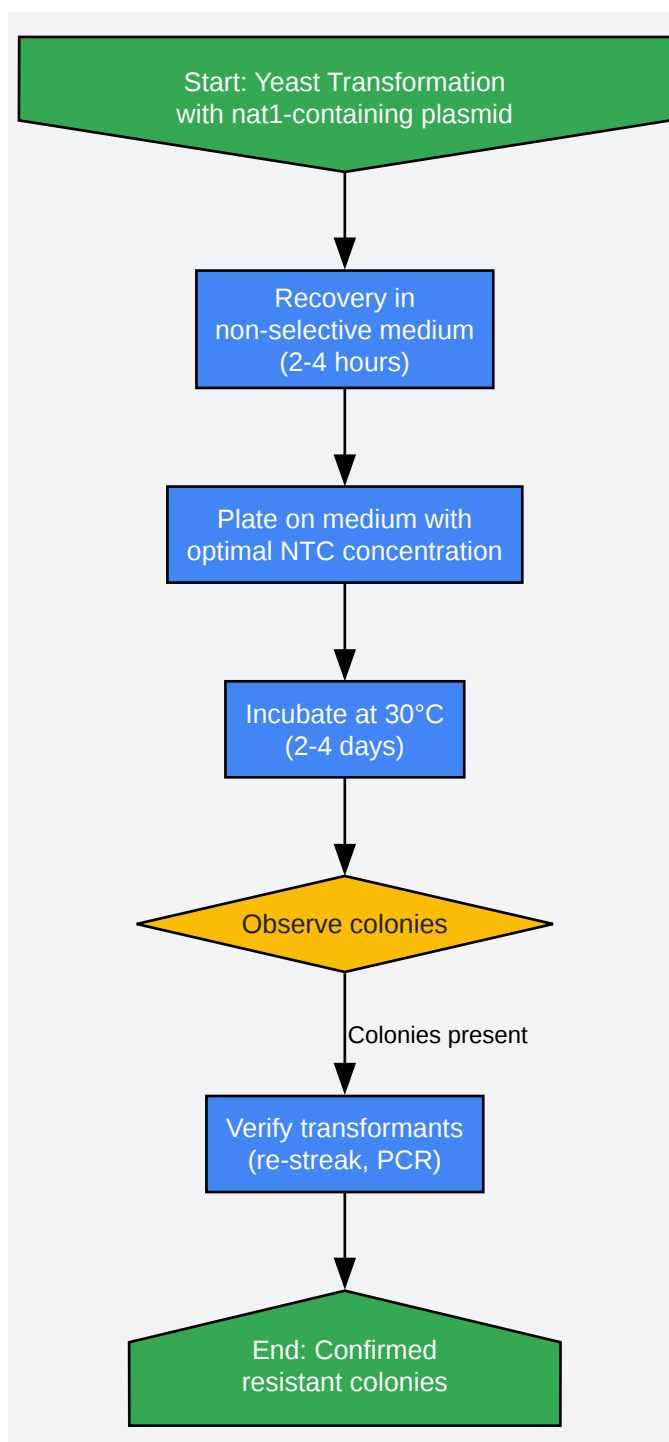 Start: Yeast Transformation
with nat1-containing plasmid
Recovery in
non-selective medium
(2-4 hours)
Plate on medium with
optimal NTC concentration
Incubate at 30°C
(2-4 days)
Observe colonies
Colonies present
Verify transformants
(re-streak, PCR)
End: Confirmed
resistant colonies